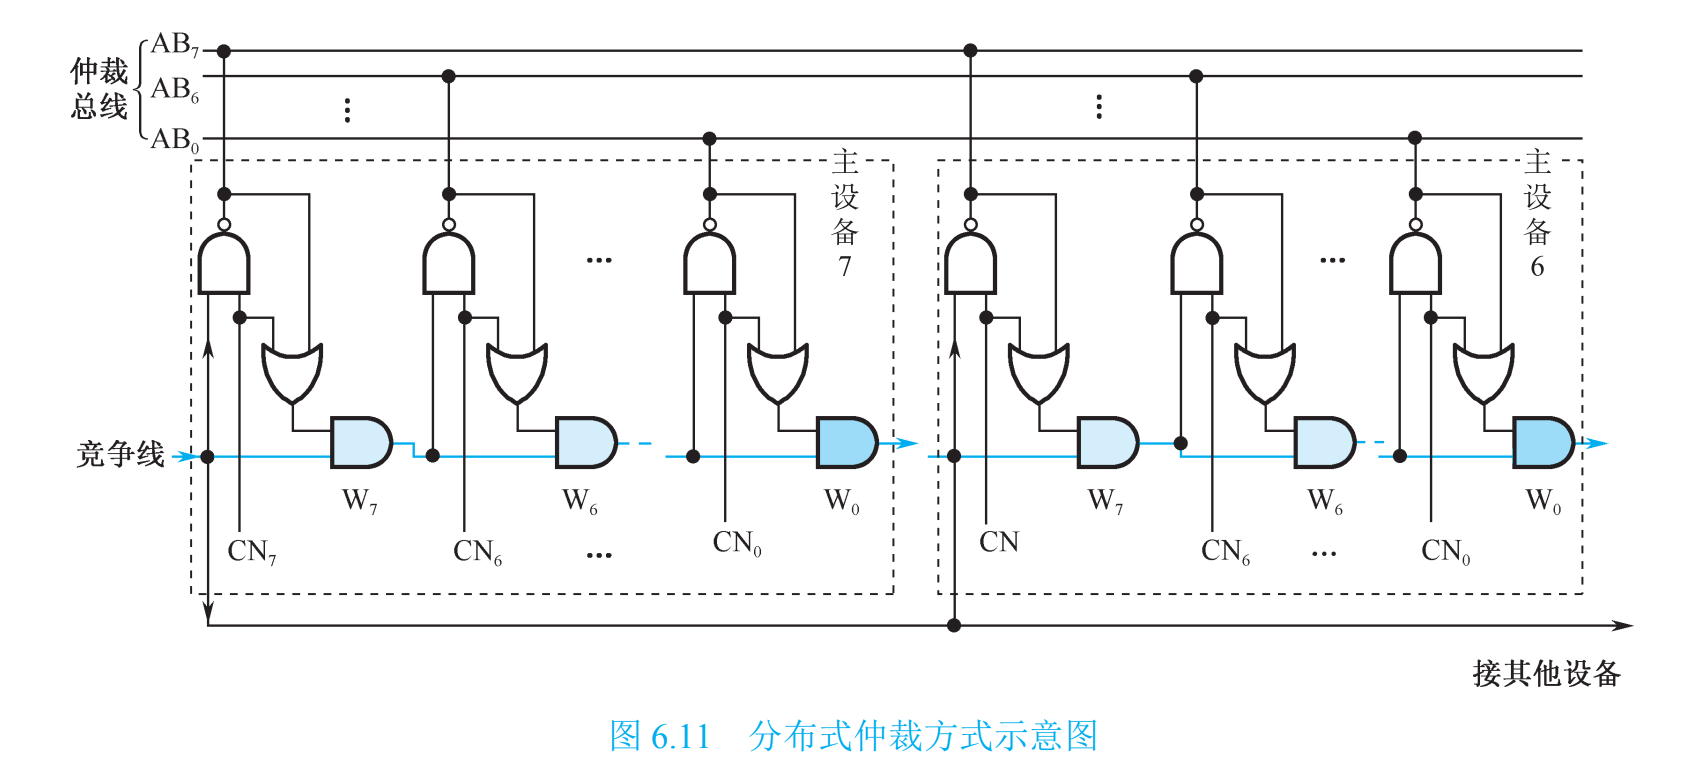 仲裁
总线
AB₇
AB₆
AB₀
主设备7
主设备6
竞争线
W₇ W₆ W₀ W₇ W₆ W₀
CN₇ CN₆ … CN₀ CN CN₆ … CN₀
接其他设备
图 6.11 分布式仲裁方式示意图